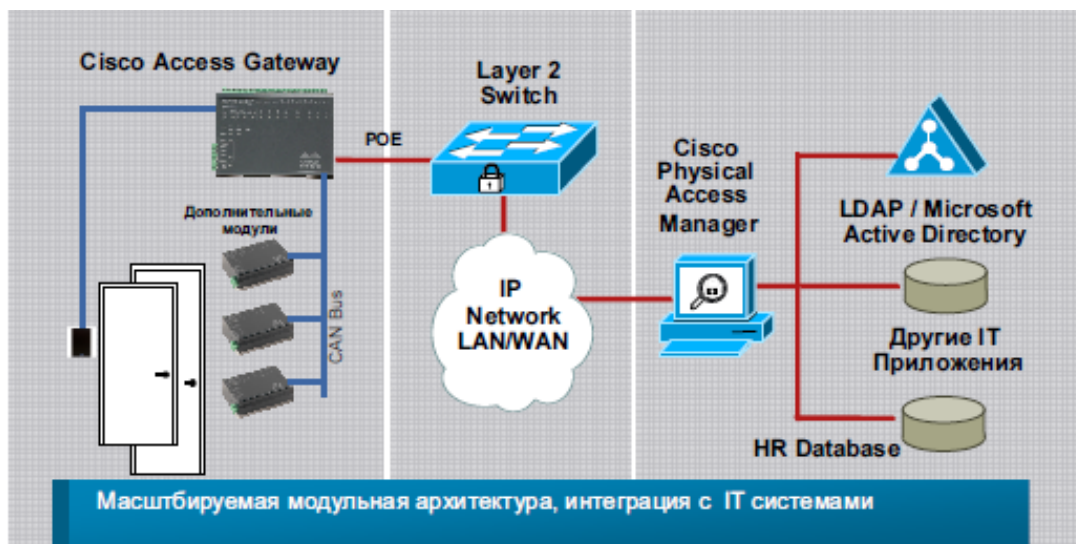 Cisco Access Gateway
POE
Дополнительные
модули
CAN Bus
Layer 2
Switch
IP
Network
LAN/WAN
Cisco
Physical
Access
Manager
LDAP / Microsoft
Active Directory
Другие IT
Приложения
HR Database
Масштбируемая модульная архитектура, интеграция с IT системами